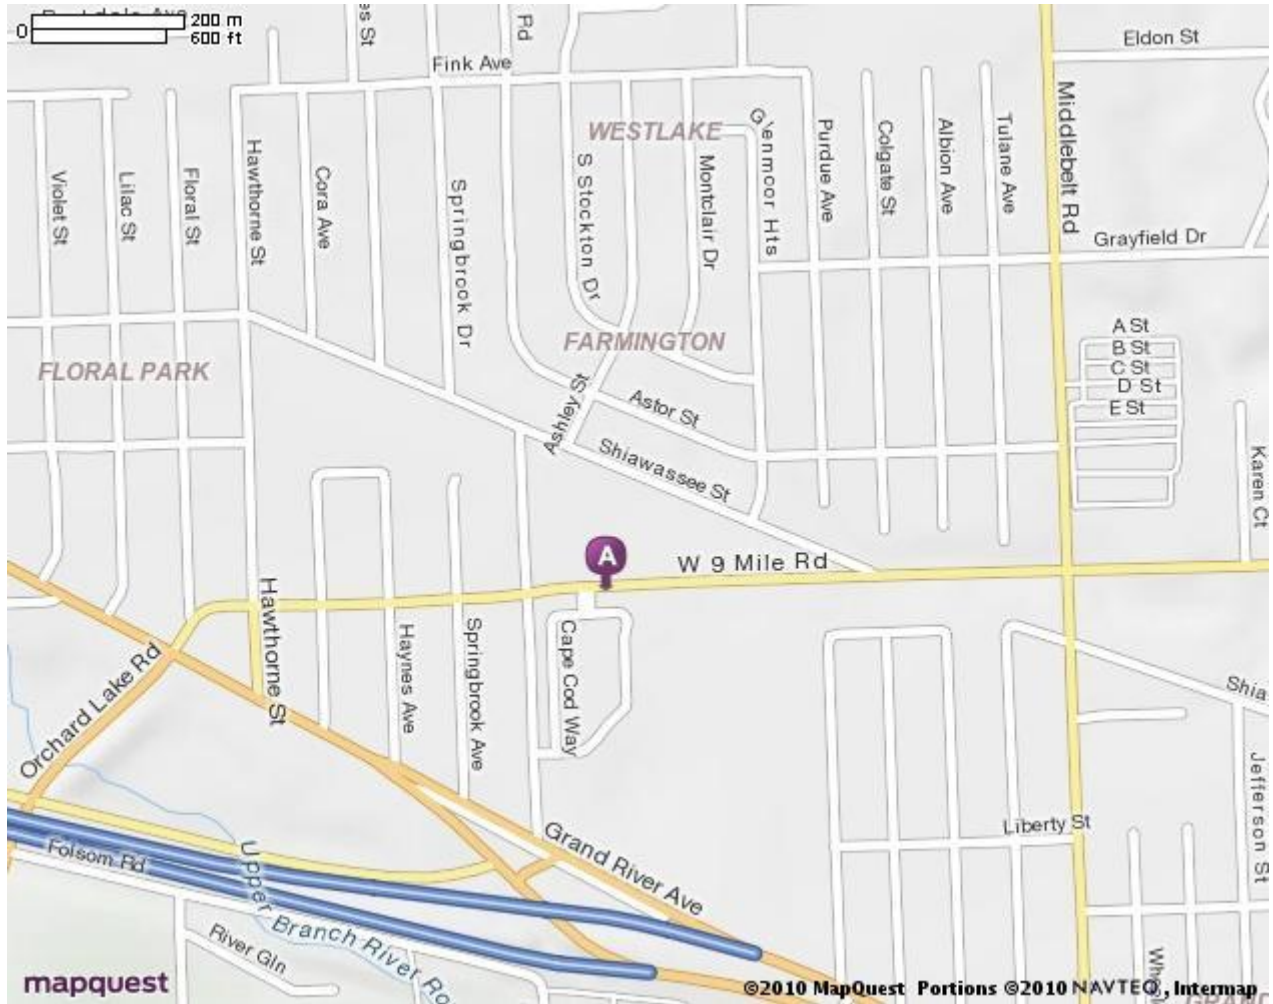 200 m
0
600 ft
es St
Rd
Fink Ave
Eldon St
WESTLAKE
Middlebelt Rd
Violet St
Lilac St
Floral St
Hawthorne St
Cora Ave
Springbrook Dr
S Stockton Dr
Montclair Dr
Glenmoor Hts
Purdue Ave
Colgate St
Albion Ave
Tulane Ave
Grayfield Dr
FLORAL PARK
FARMINGTON
A St
B St
C St
D St
E St
Ashley St
Astor St
Shiawassee St
Karen Ct
A
W 9 Mile Rd
Orchard Lake Rd
Hawthorne St
Haynes Ave
Springbrook Ave
Cape Cod Way
Shia
Jefferson St
Liberty St
Grand River Ave
Folsom Rd
Upper Branch River Ro
River Gln
mapquest
©2010 MapQuest Portions ©2010 NAVTEQ, Intermap